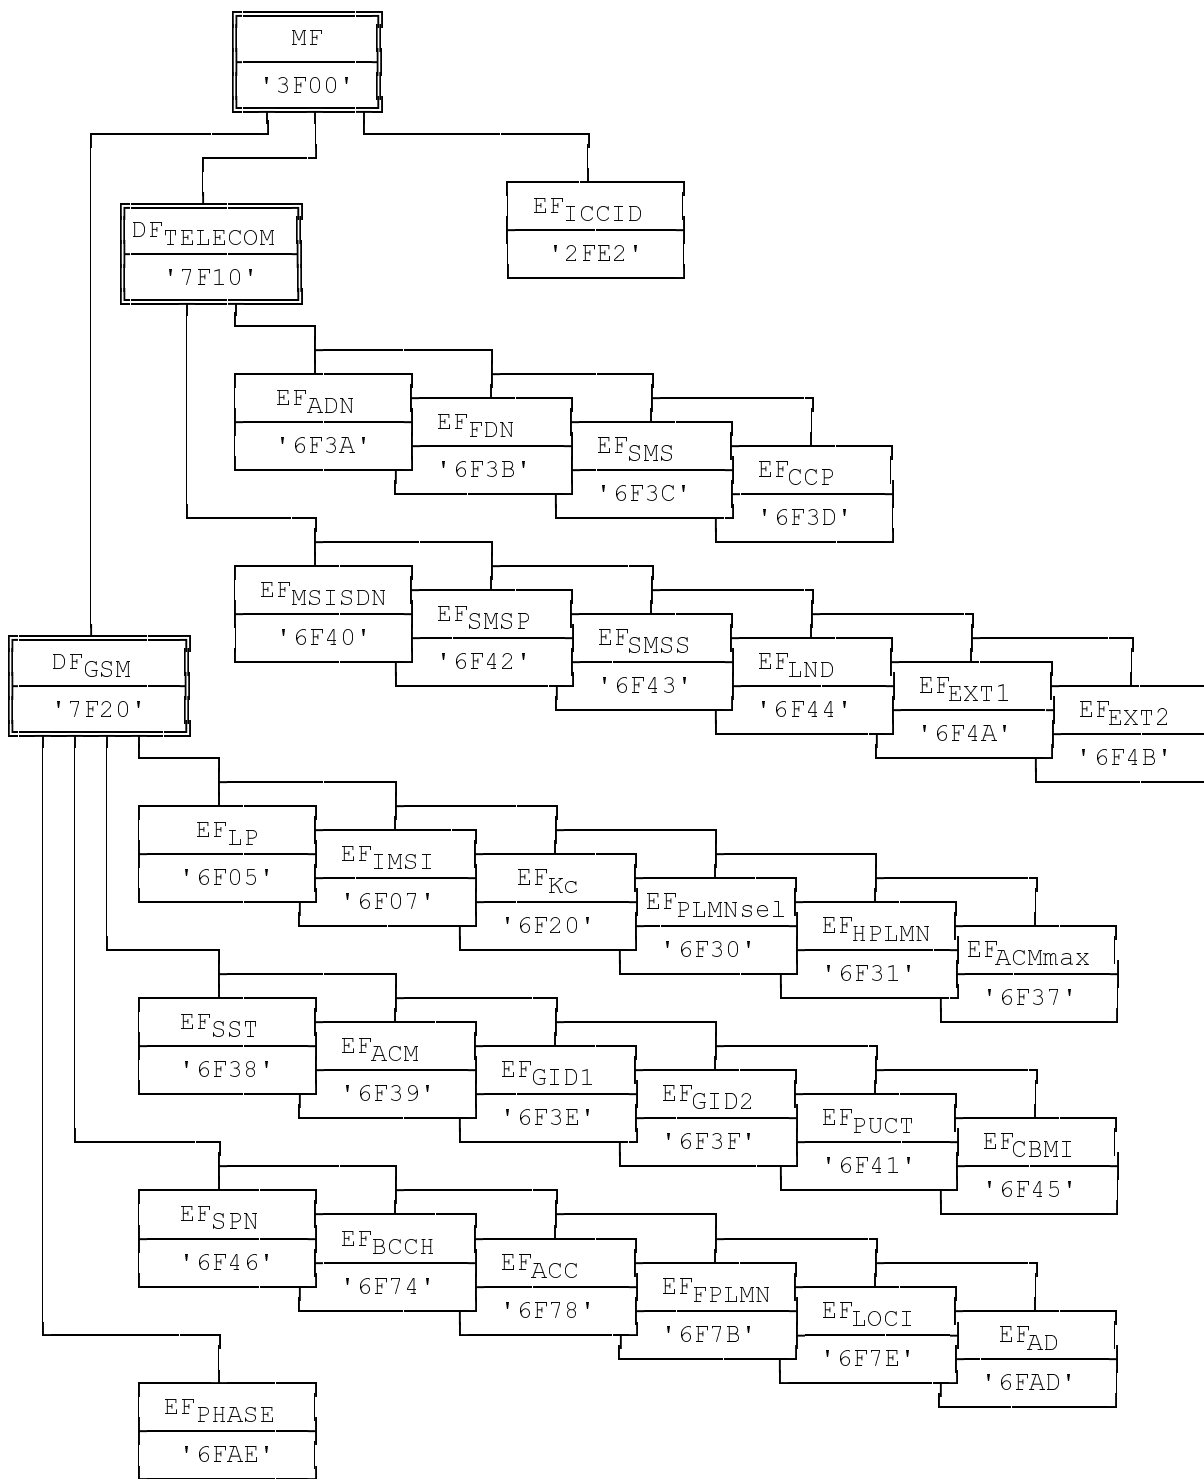 MF
'3F00'
EFICCID
'2FE2'
DFTELECOM
'7F10'
EFADN
'6F3A'
EFFDN
'6F3B'
EFSMS
'6F3C'
EFCCP
'6F3D'
EFMSISDN
'6F40'
EFSMSP
'6F42'
EFSMSS
'6F43'
EFLND
'6F44'
EFEXT1
'6F4A'
EFEXT2
'6F4B'
DFGSM
'7F20'
EFLP
'6F05'
EFIMSI
'6F07'
EFKc
'6F20'
EFPLMNsel
'6F30'
EFHPLMN
'6F31'
EFACMmax
'6F37'
EFSST
'6F38'
EFACM
'6F39'
EFGID1
'6F3E'
EFGID2
'6F3F'
EFPUCT
'6F41'
EFCBMI
'6F45'
EFSPN
'6F46'
EFBCCH
'6F74'
EFACC
'6F78'
EFFPLMN
'6F7B'
EFLOCI
'6F7E'
EFAD
'6FAD'
EFPHASE
'6FAE'